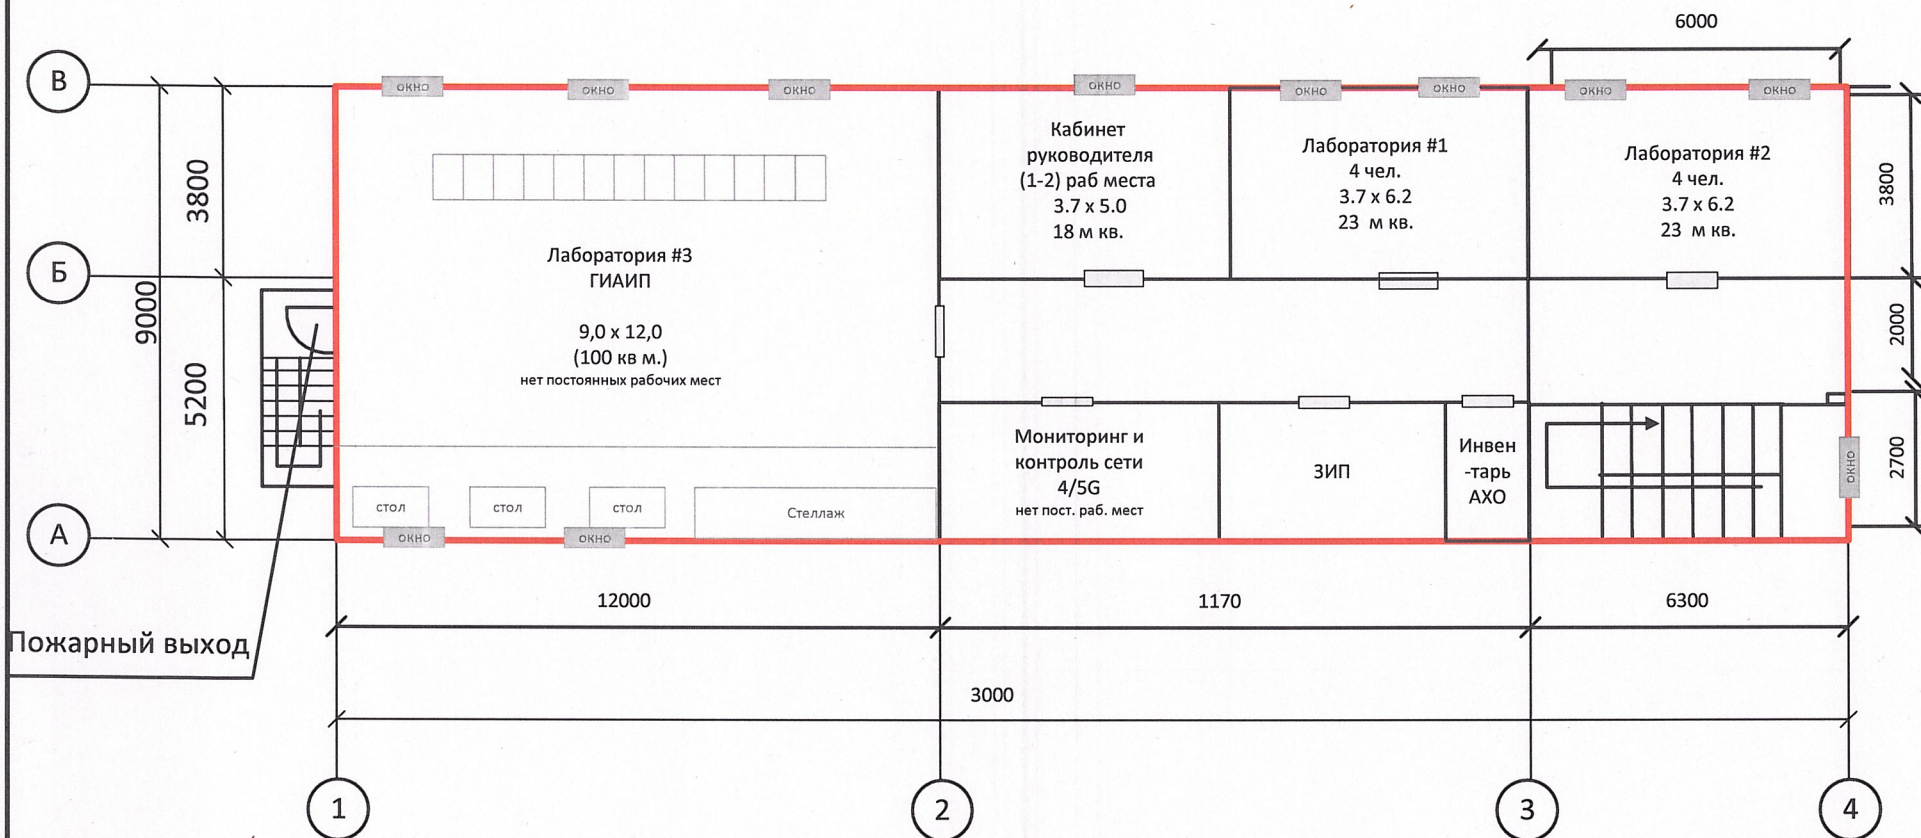 6000
В
окно
окно
окно
окно
окно
окно
окно
окно
Кабинет
руководителя
(1-2) раб места
3.7 x 5.0
18 м кв.
Лаборатория #1
4 чел.
3.7 x 6.2
23 м кв.
Лаборатория #2
4 чел.
3.7 x 6.2
23 м кв.
3800
3800
Б
Лаборатория #3
ГИАИП
9,0 x 12,0
(100 кв м.)
нет постоянных рабочих мест
9000
5200
2000
Мониторинг и
контроль сети
4/5G
нет пост. раб. мест
ЗИП
Инвен
-тарь
АХО
окно
2700
стол
стол
стол
Стеллаж
А
окно
окно
12000
1170
6300
Пожарный выход
3000
1
2
3
4